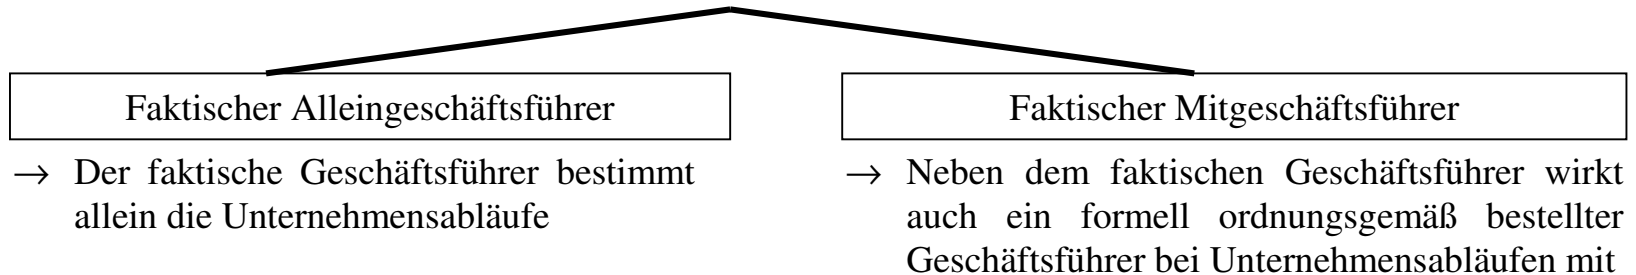 Faktischer Alleingeschäftsführer
→ Der faktische Geschäftsführer bestimmt
allein die Unternehmensabläufe
Faktischer Mitgeschäftsführer
→ Neben dem faktischen Geschäftsführer wirkt
auch ein formell ordnungsgemäß bestellter
Geschäftsführer bei Unternehmensabläufen mit